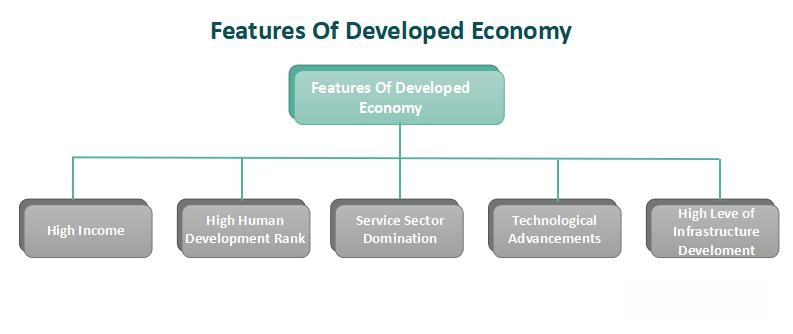 Features Of Developed Economy
Features Of Developed
Economy
High Income
High Human
Development Rank
Service Sector
Domination
Technological
Advancements
High Leve of
Infrastructure
Develoment